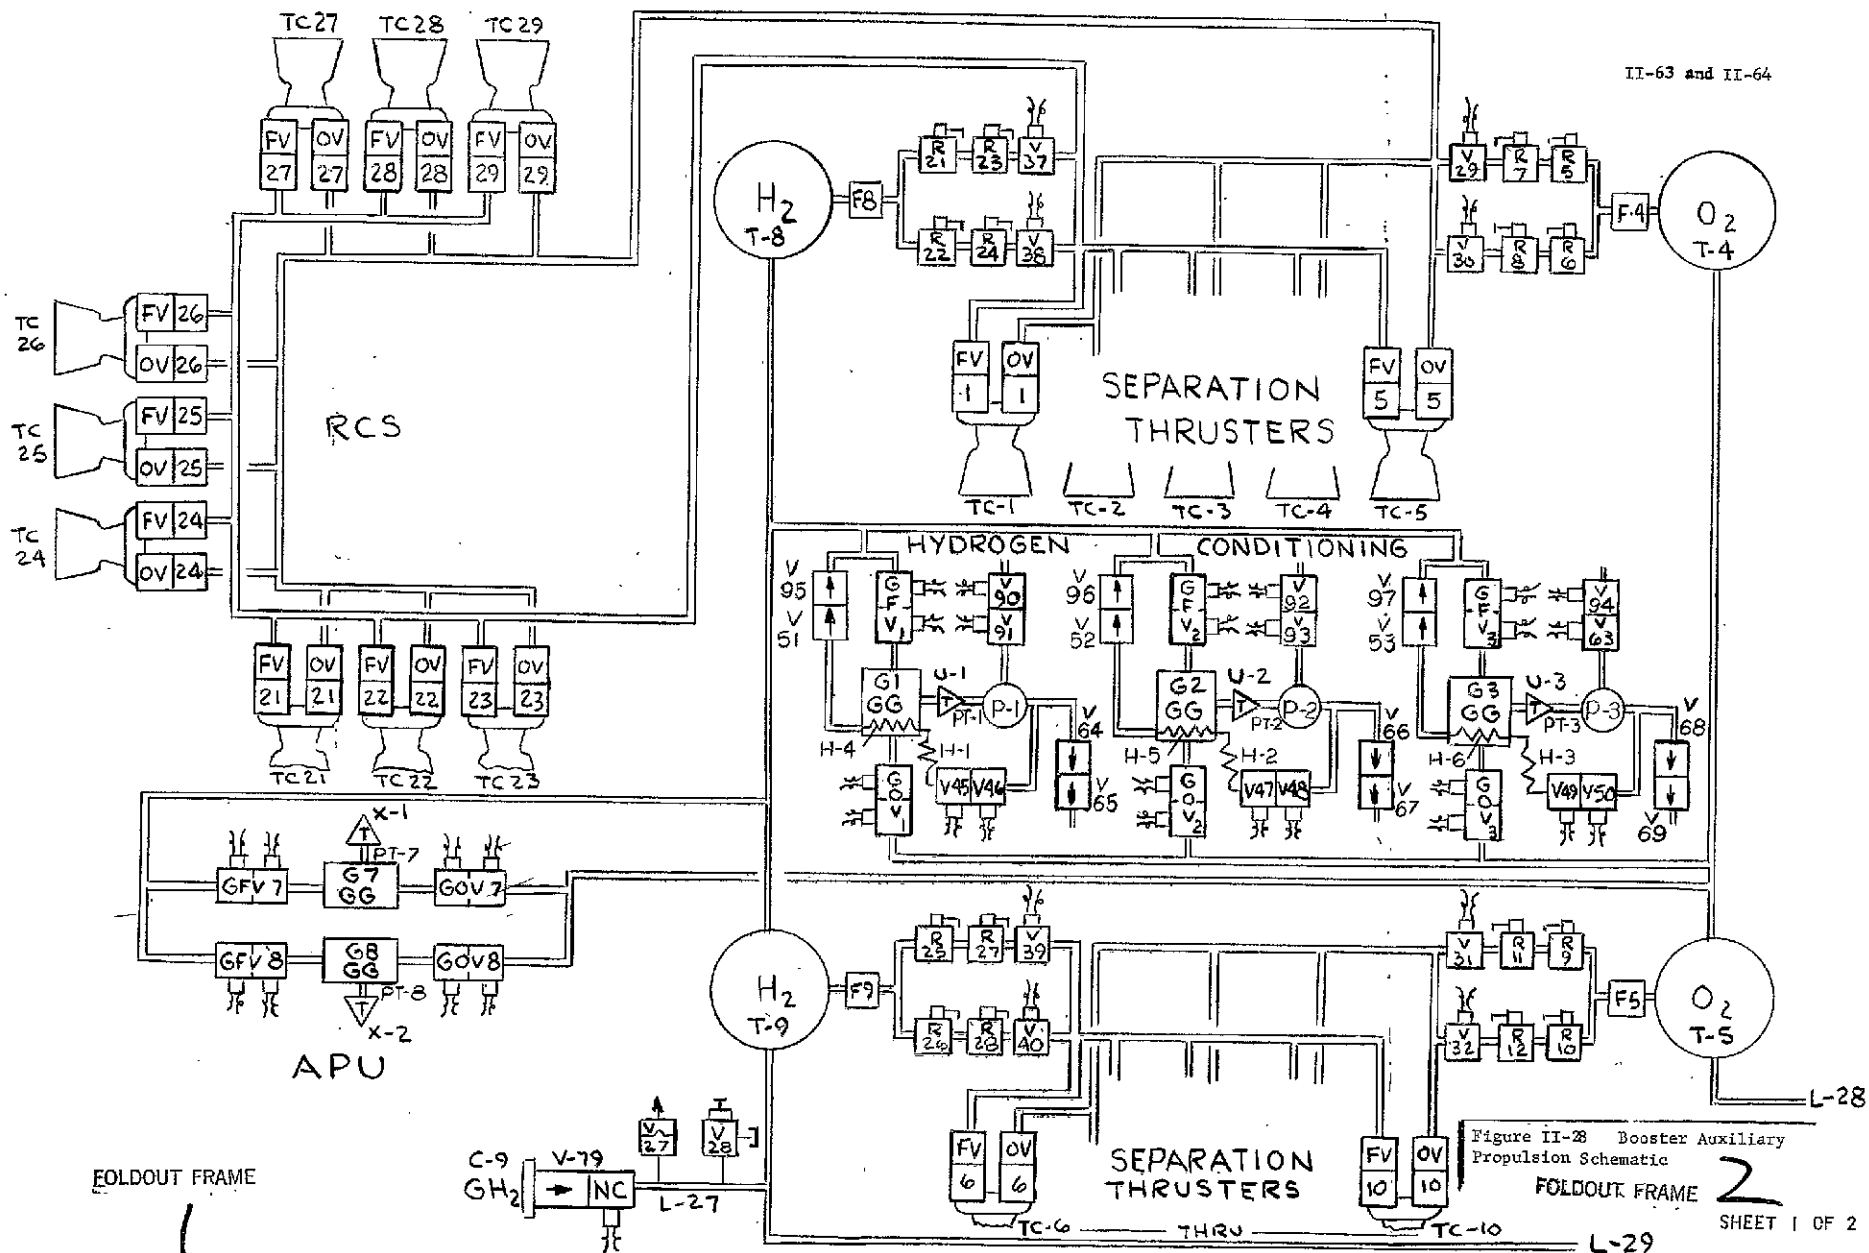 TC27
TC28
TC29
II-63 and II-64
FV 27
OV 27
FV 28
OV 28
FV 29
OV 29
H2
T-8
F8
R 21
R 23
V 37
R 22
R 24
V 38
V 29
R 7
R 5
V 30
R 8
R 6
F-4
O2
T-4
TC 26
FV 26
OV 26
TC 25
FV 25
OV 25
TC 24
FV 24
OV 24
RCS
FV 1
OV 1
SEPARATION
THRUSTERS
FV 5
OV 5
TC-1
TC-2
TC-3
TC-4
TC-5
HYDROGEN CONDITIONING
V 95
V 51
GFV1
V 90
V 91
V 96
V 52
GFV2
V 92
V 93
V 97
V 53
GFV3
V 94
V 63
G1
GG
U-1
T
PT-1
P-1
V 64
H-4
H-1
GOV1
V45
V46
V 65
G2
GG
U-2
T
PT-2
P-2
V 66
H-5
H-2
GOV2
V47
V48
V 67
G3
GG
U-3
T
PT-3
P-3
V 68
H-6
H-3
GOV3
V49
V50
V 69
FV 21
OV 21
FV 22
OV 22
FV 23
OV 23
TC21
TC22
TC23
X-1
T
PT-7
GFV7
G7
GG
GOV7
GFV8
G8
GG
GOV8
PT-8
T
X-2
APU
H2
T-9
F9
R 25
R 27
V 39
R 26
R 28
V 40
V 31
R 11
R 9
V 32
R 12
R 10
F5
O2
T-5
L-28
C-9
GH2
V-79
NC
V 27
V 28
L-27
FV 6
OV 6
SEPARATION
THRUSTERS
FV 10
OV 10
TC-6 THRU TC-10
L-29
Figure II-28 Booster Auxiliary
Propulsion Schematic
FOLDOUT FRAME 2
SHEET 1 OF 2
FOLDOUT FRAME
1